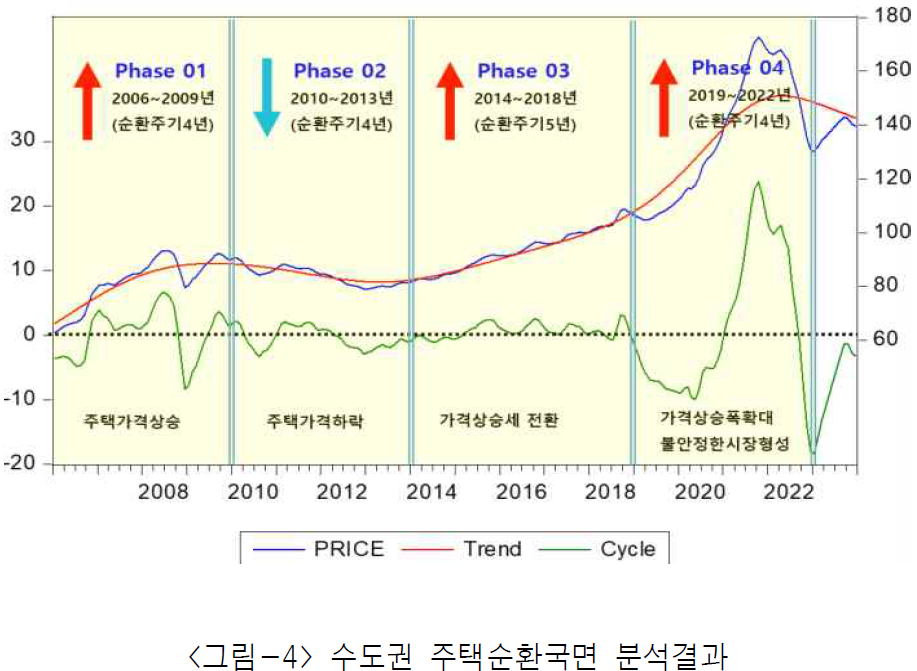 180
160
140
120
100
80
60
30
20
10
0
-10
-20
Phase 01
2006~2009년
(순환주기4년)
Phase 02
2010~2013년
(순환주기4년)
Phase 03
2014~2018년
(순환주기5년)
Phase 04
2019~2022년
(순환주기4년)
주택가격상승
주택가격하락
가격상승세 전환
가격상승폭확대
불안정한시장형성
2008 2010 2012 2014 2016 2018 2020 2022
PRICE Trend Cycle
<그림-4> 수도권 주택순환국면 분석결과